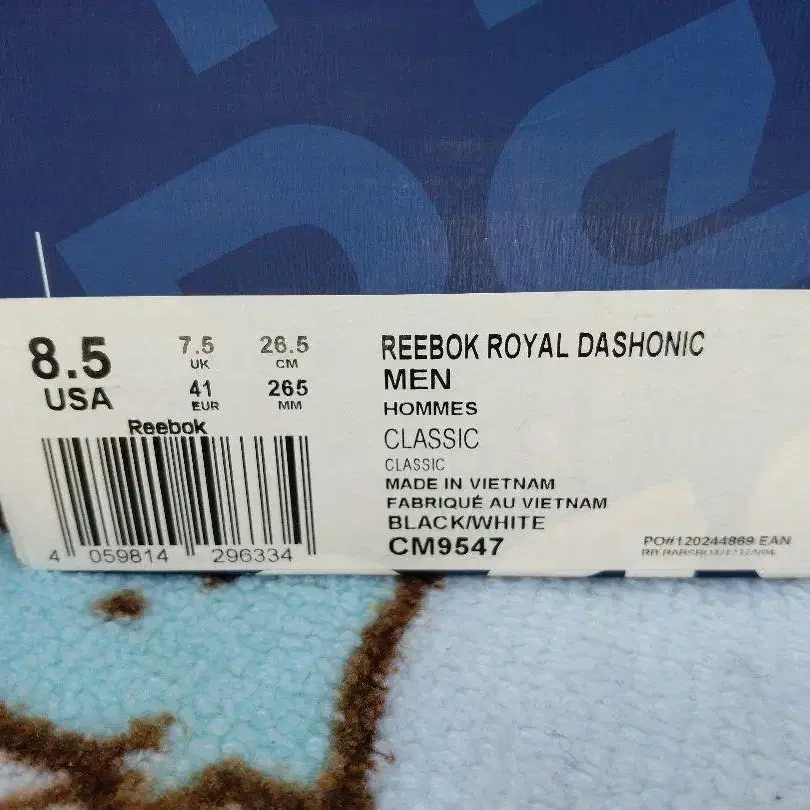 8.5
USA
7.5
UK
26.5
CM
41
EUR
265
MM
Reebok
4 059814 296334
REEBOK ROYAL DASHONIC
MEN
HOMMES
CLASSIC
CLASSIC
MADE IN VIETNAM
FABRIQUÉ AU VIETNAM
BLACK/WHITE
CM9547
PO#120244869 EAN